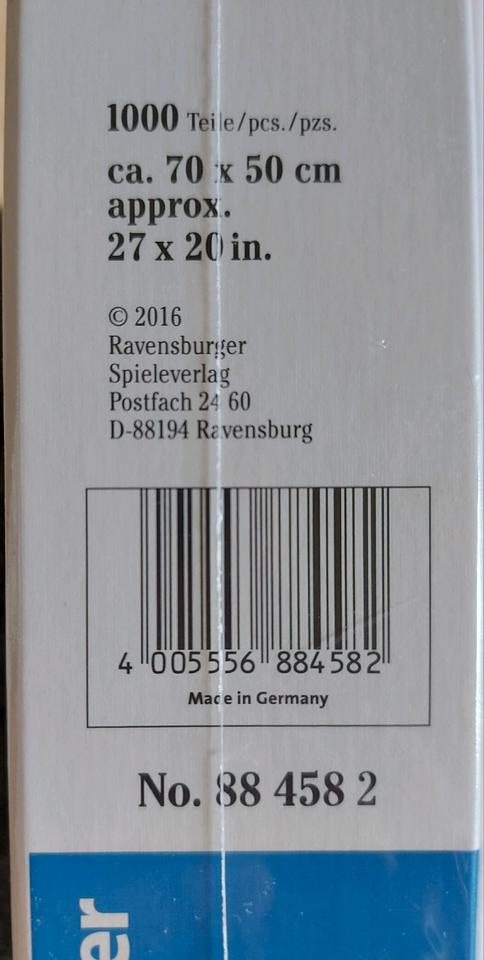 1000 Teile/pcs./pzs.
ca. 70 x 50 cm
approx.
27 x 20 in.
© 2016
Ravensburger
Spieleverlag
Postfach 24 60
D-88194 Ravensburg
4 005556 884582
Made in Germany
No. 88 458 2
er